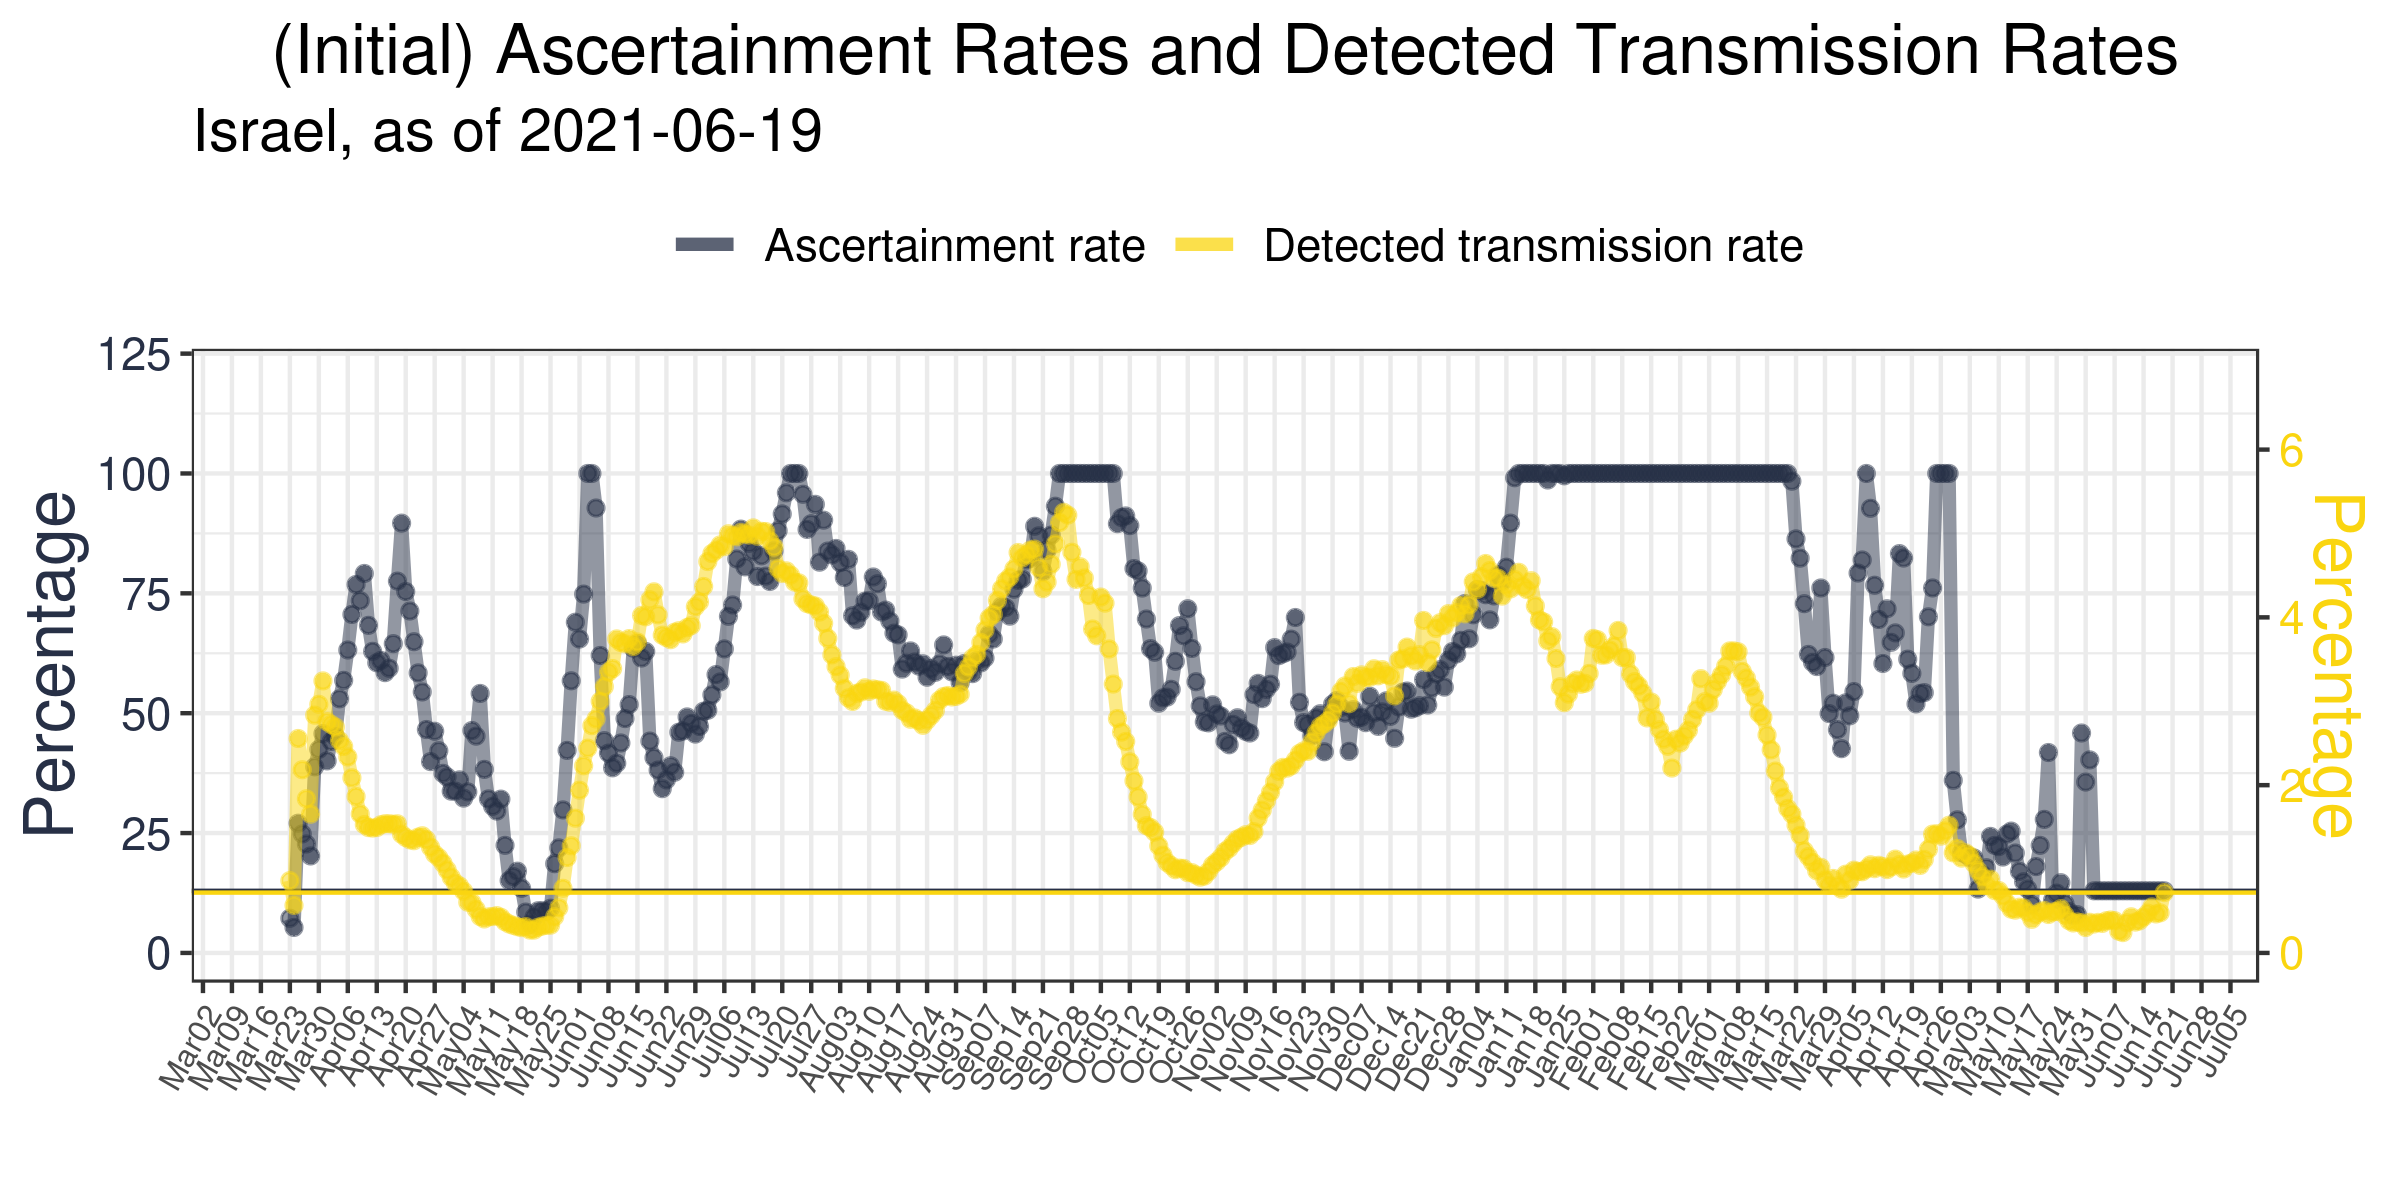 (Initial) Ascertainment Rates and Detected Transmission Rates
Israel, as of 2021-06-19
Ascertainment rate
Detected transmission rate
Percentage
125
100
75
50
25
0
6
4
2
0
Percentage
Mar02
Mar09
Mar16
Mar23
Mar30
Apr06
Apr13
Apr20
Apr27
May04
May11
May18
May25
Jun01
Jun08
Jun15
Jun22
Jun29
Jul06
Jul13
Jul20
Jul27
Aug03
Aug10
Aug17
Aug24
Aug31
Sep07
Sep14
Sep21
Sep28
Oct05
Oct12
Oct19
Oct26
Nov02
Nov09
Nov16
Nov23
Nov30
Dec07
Dec14
Dec21
Dec28
Jan04
Jan11
Jan18
Jan25
Feb01
Feb08
Feb15
Feb22
Mar01
Mar08
Mar15
Mar22
Mar29
Apr05
Apr12
Apr19
Apr26
May03
May10
May17
May24
May31
Jun07
Jun14
Jun21
Jun28
Jul05